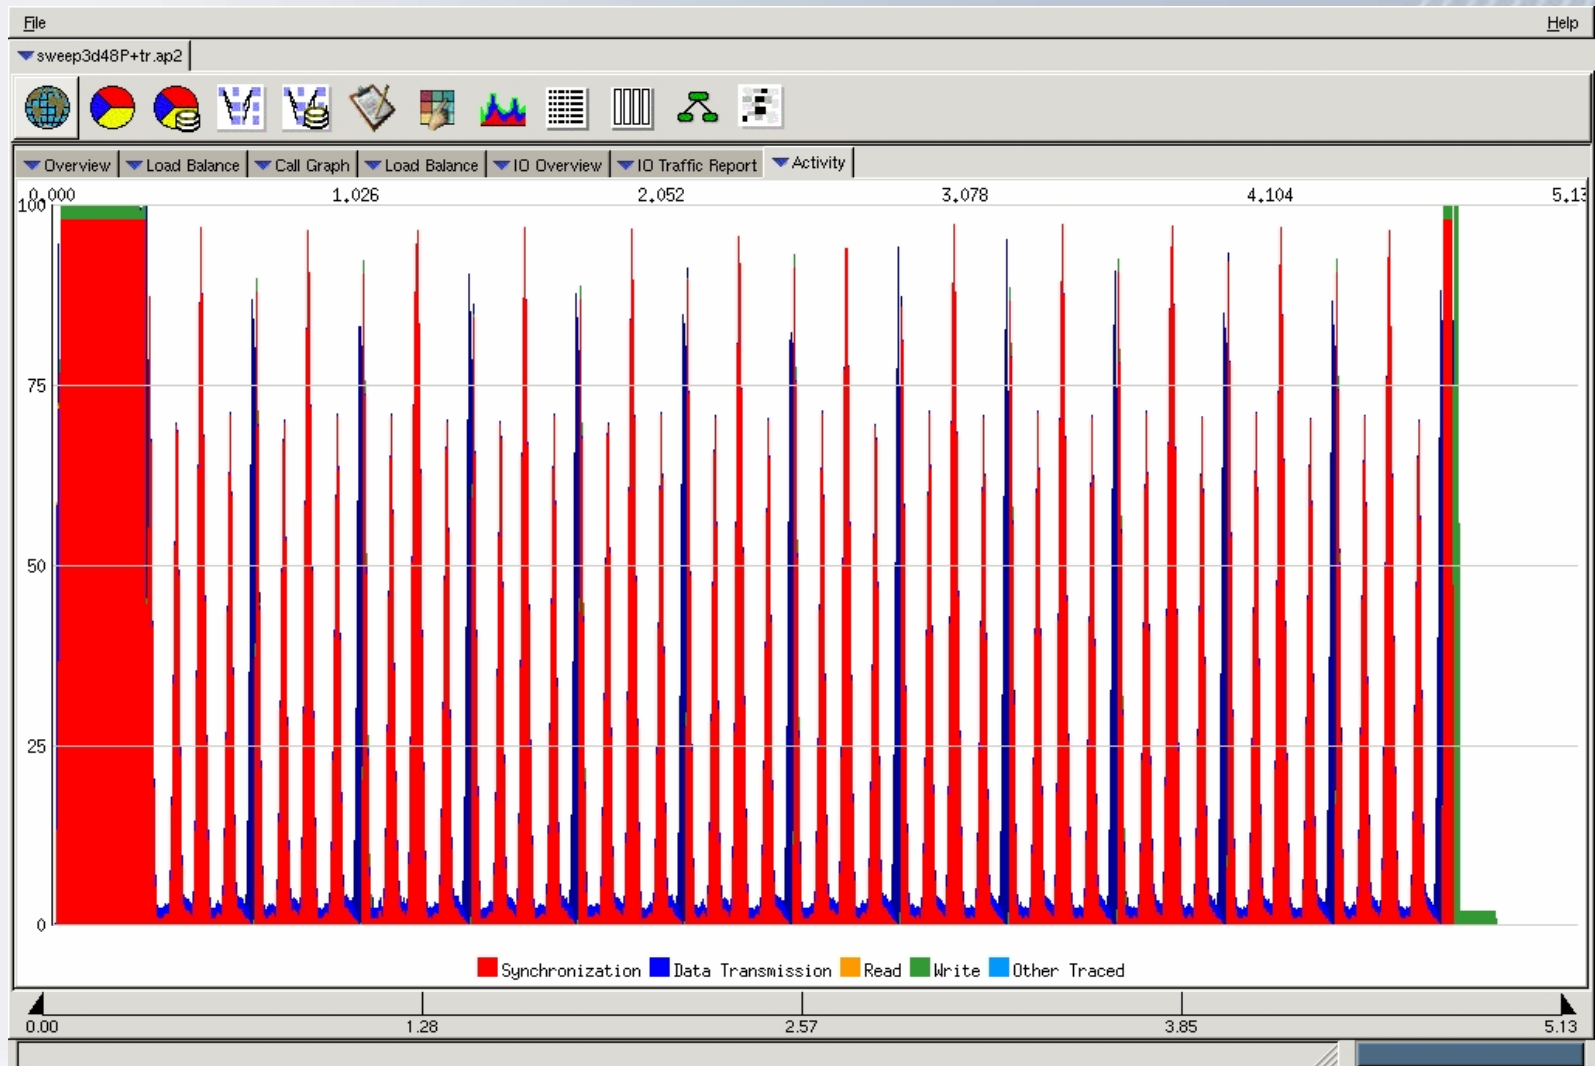 File Help
sweep3d48P+tr.ap2
Overview Load Balance Call Graph Load Balance IO Overview IO Traffic Report Activity
0.000 1.026 2.052 3.078 4.104 5.13
100
75
50
25
0
Synchronization Data Transmission Read Write Other Traced
0.00 1.28 2.57 3.85 5.13